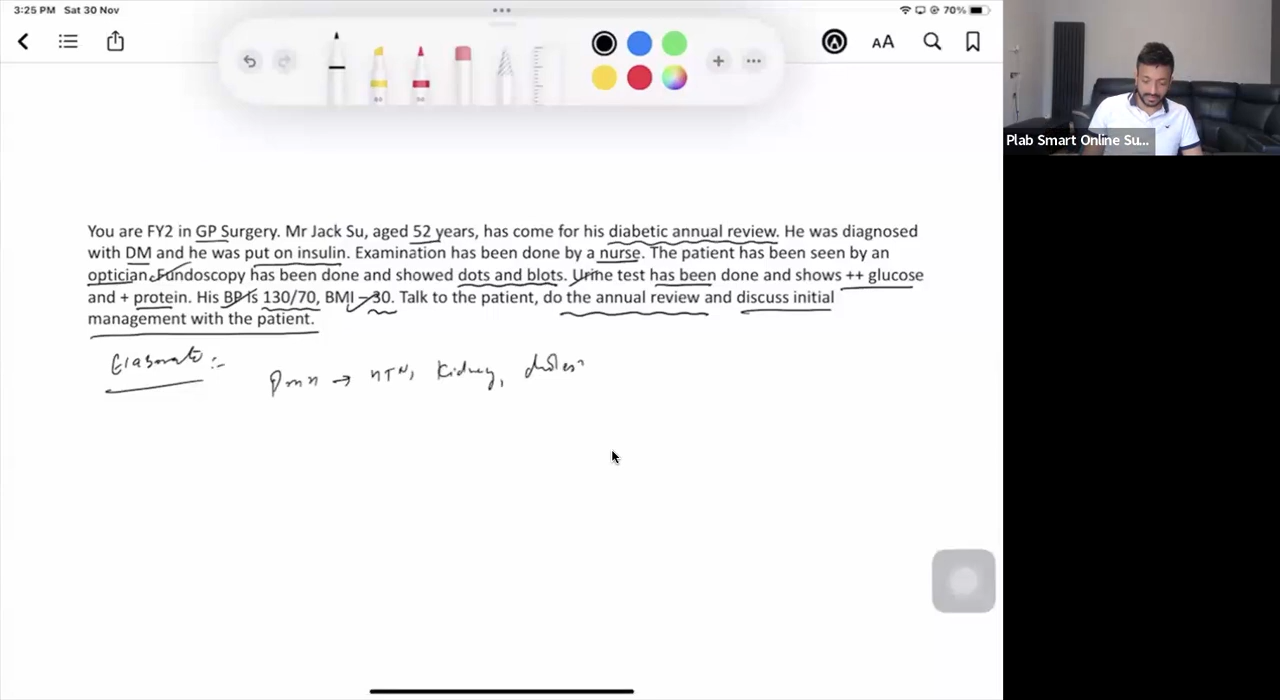 3:25 PM Sat 30 Nov
70%
AA
Plab Smart Online Su...
You are FY2 in GP Surgery. Mr Jack Su, aged 52 years, has come for his diabetic annual review. He was diagnosed
with DM and he was put on insulin. Examination has been done by a nurse. The patient has been seen by an
optician. Fundoscopy has been done and showed dots and blots. Urine test has been done and shows ++ glucose
and + protein. His BP is 130/70, BMI – 30. Talk to the patient, do the annual review and discuss initial
management with the patient.
Elaborate :-
Pmh → HTN, Kidney,